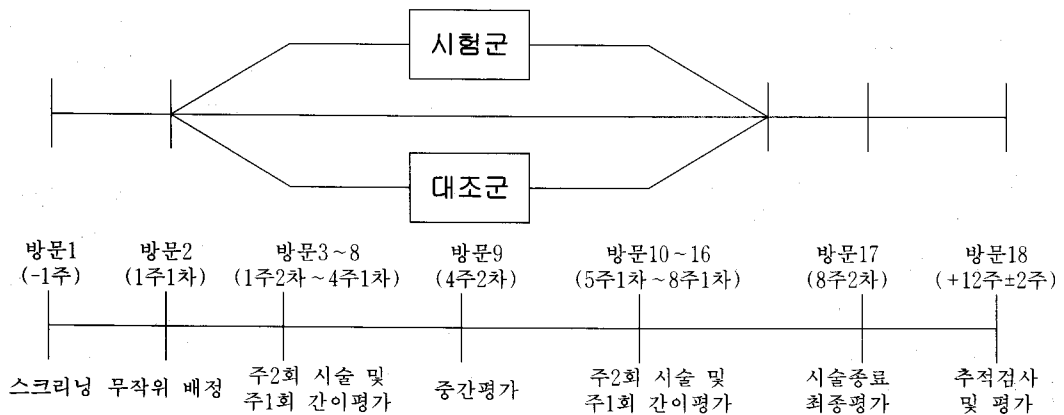 시험군
대조군
방문1 방문2 방문3~8 방문9 방문10~16 방문17 방문18
(-1주) (1주1차) (1주2차~4주1차) (4주2차) (5주1차~8주1차) (8주2차) (+12주±2주)
스크리닝 무작위 배정 주2회 시술 및 중간평가 주2회 시술 및 시술종료 추적검사
주1회 간이평가 주1회 간이평가 최종평가 및 평가